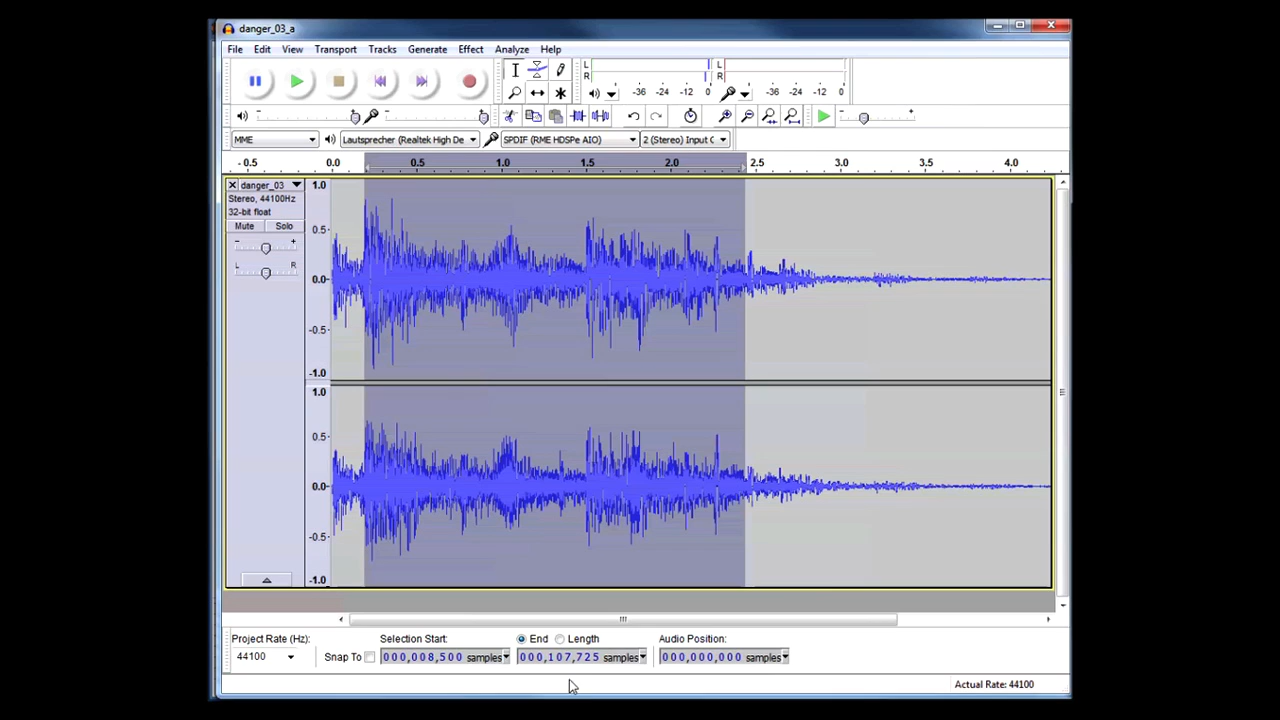 danger_03_a
File Edit View Transport Tracks Generate Effect Analyze Help
L
R
-36 -24 -12 0
L
R
-36 -24 -12 0
- +
MME
Lautsprecher (Realtek High De
SPDIF (RME HDSPe AIO)
2 (Stereo) Input C
-0.5 0.0 0.5 1.0 1.5 2.0 2.5 3.0 3.5 4.0
danger_03
Stereo, 44100Hz
32-bit float
Mute Solo
- +
L R
1.0
0.5
0.0
-0.5
-1.0
1.0
0.5
0.0
-0.5
-1.0
Project Rate (Hz):
44100
Snap To
Selection Start:
000,008,500 samples
End Length
000,107,725 samples
Audio Position:
000,000,000 samples
Actual Rate: 44100